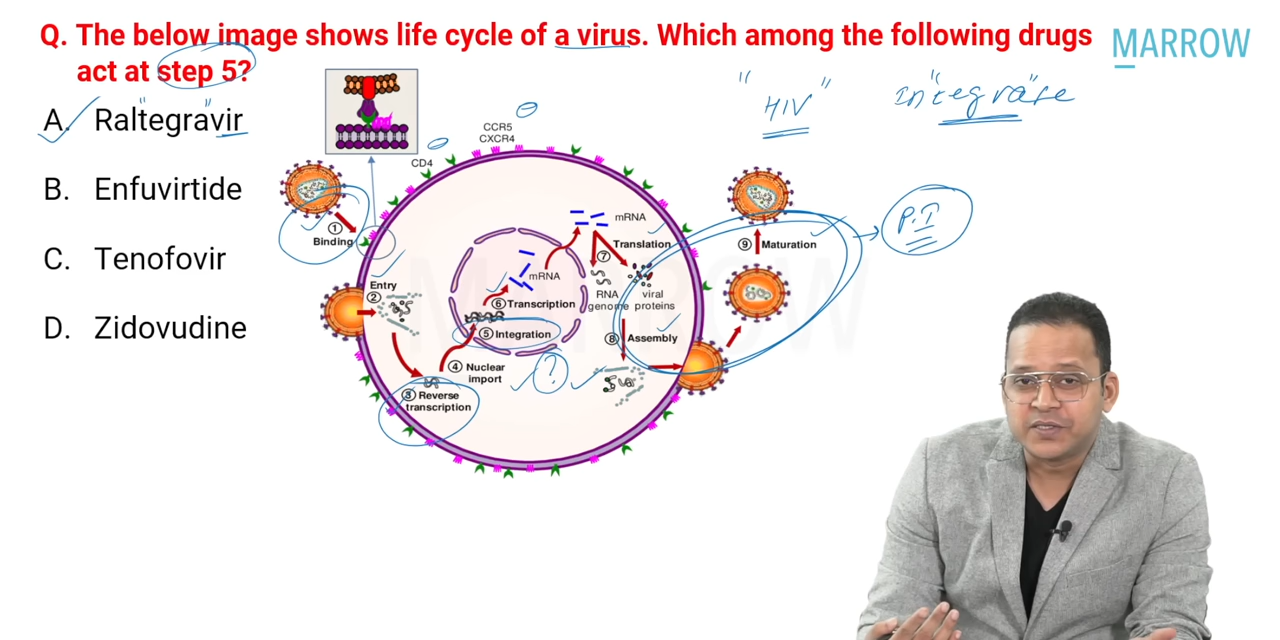 Q. The below image shows life cycle of a virus. Which among the following drugs
act at step 5?
MARROW
A. Raltegravir
B. Enfuvirtide
C. Tenofovir
D. Zidovudine
"HIV"
integrate
P.I
CCR5
CXCR4
CD4
① Binding
Entry
②
③ Reverse
transcription
④ Nuclear
import
⑤ Integration
⑥ Transcription
mRNA
mRNA
Translation
⑦
RNA
genome
viral
proteins
⑧ Assembly
⑨ Maturation
?
MARROW